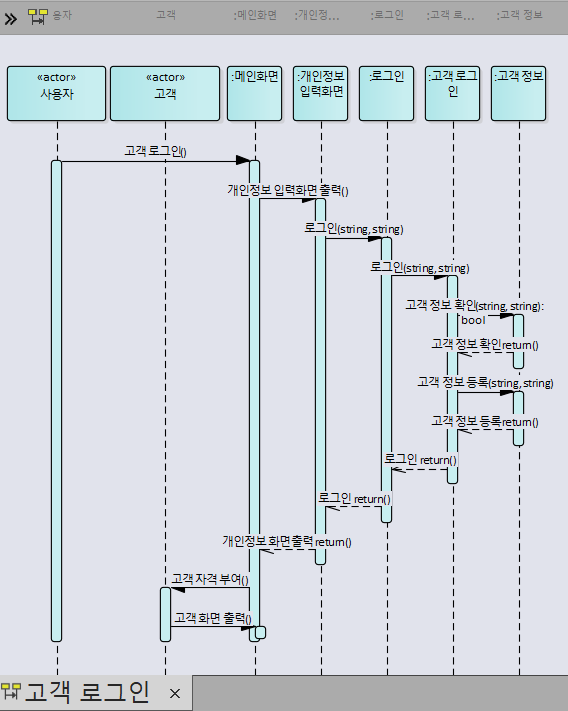 용자 고객 :메인화면 :개인정... :로그인 :고객 로... :고객 정보
«actor»
사용자
«actor»
고객
:메인화면
:개인정보
입력화면
:로그인
:고객 로그
인
:고객 정보
고객 로그인()
개인정보 입력화면 출력()
로그인(string, string)
로그인(string, string)
고객 정보 확인(string, string):
bool
고객 정보 확인return()
고객 정보 등록(string, string)
고객 정보 등록return()
로그인 return()
로그인 return()
개인정보 화면출력return()
고객 자격 부여()
고객 화면 출력()
고객 로그인 ×